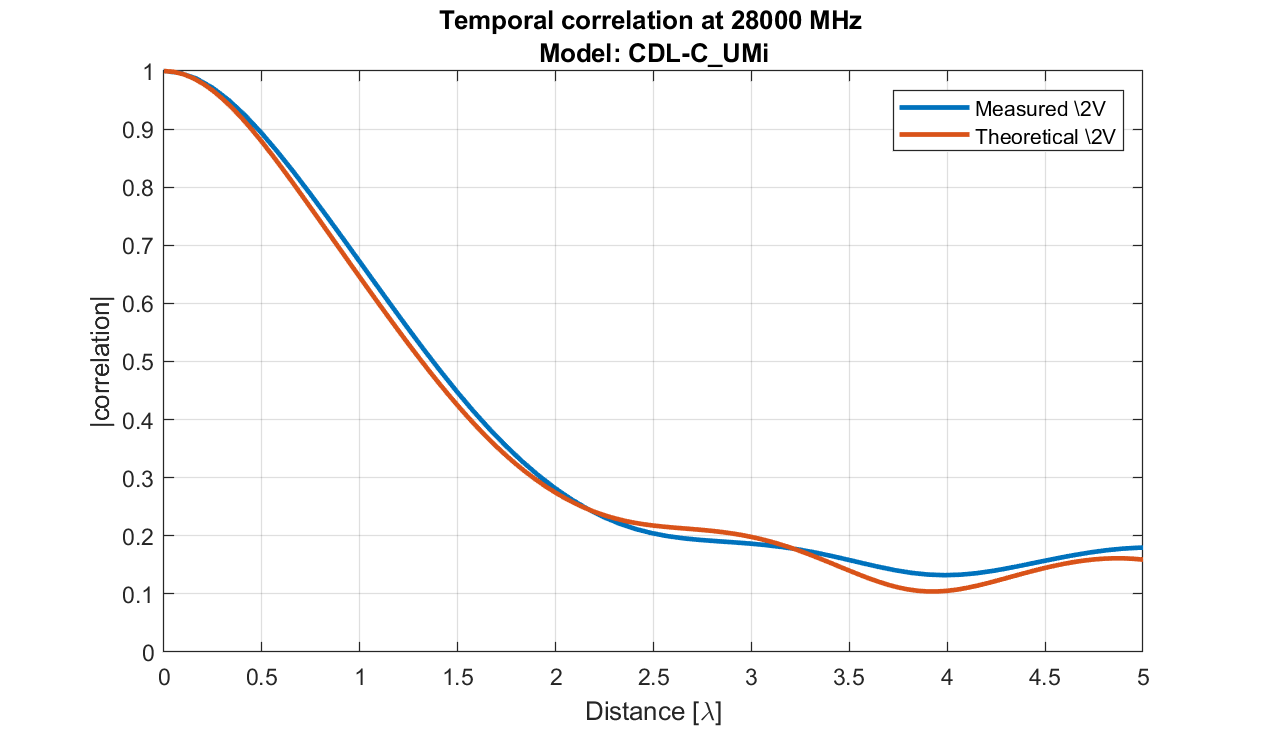 Temporal correlation at 28000 MHz
Model: CDL-C_UMi
Measured \2V
Theoretical \2V
|correlation|
1
0.9
0.8
0.7
0.6
0.5
0.4
0.3
0.2
0.1
0
0 0.5 1 1.5 2 2.5 3 3.5 4 4.5 5
Distance [λ]